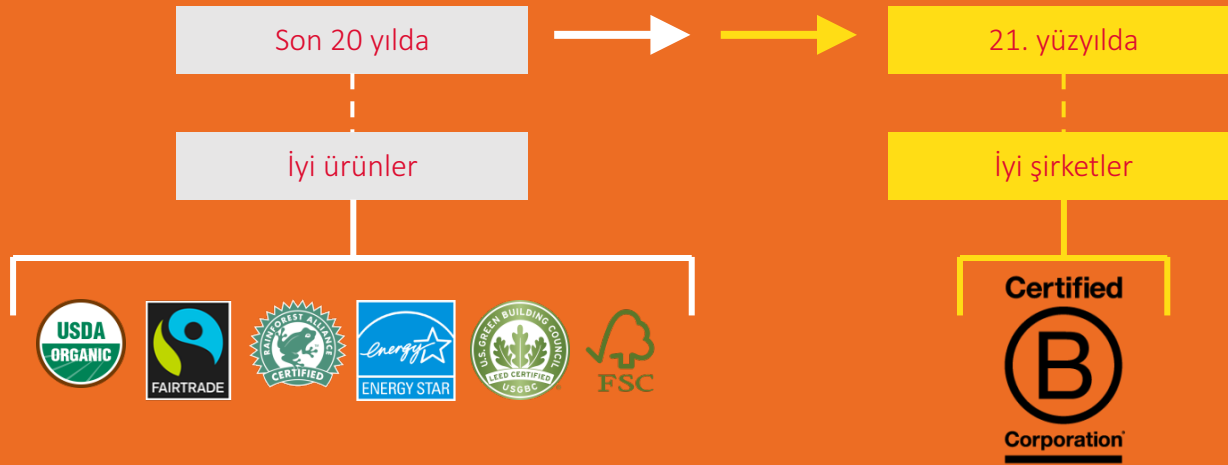 Son 20 yılda
21. yüzyılda
İyi ürünler
İyi şirketler
USDA
ORGANIC
FAIRTRADE
RAINFOREST ALLIANCE
CERTIFIED
energy
ENERGY STAR
U.S. GREEN BUILDING COUNCIL
LEED CERTIFIED
USGBC
FSC
Certified
B
Corporation